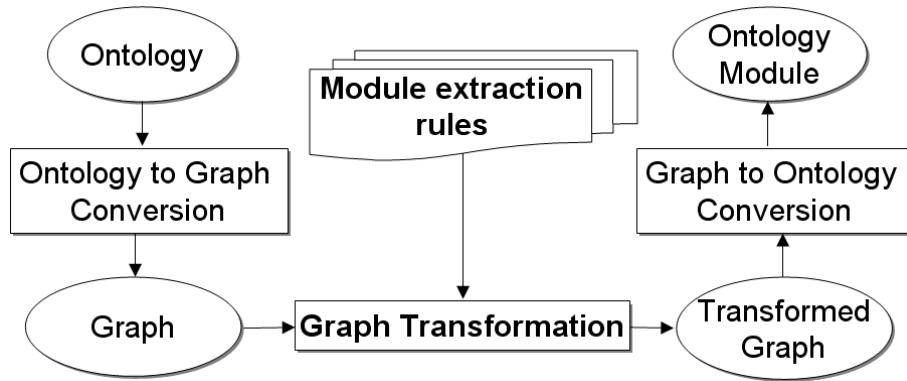 Ontology
Ontology to Graph
Conversion
Graph
Module extraction
rules
Graph Transformation
Ontology
Module
Graph to Ontology
Conversion
Transformed
Graph